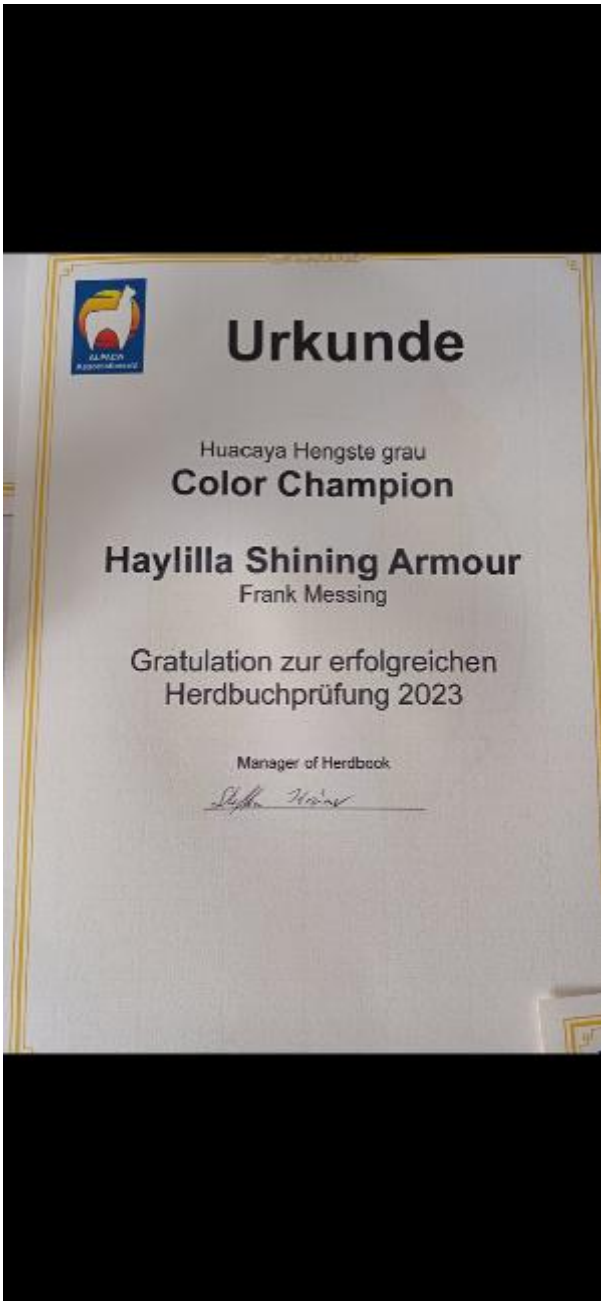 ALPACA
Urkunde
Huacaya Hengste grau
Color Champion
Haylilla Shining Armour
Frank Messing
Gratulation zur erfolgreichen
Herdbuchprüfung 2023
Manager of Herdbook